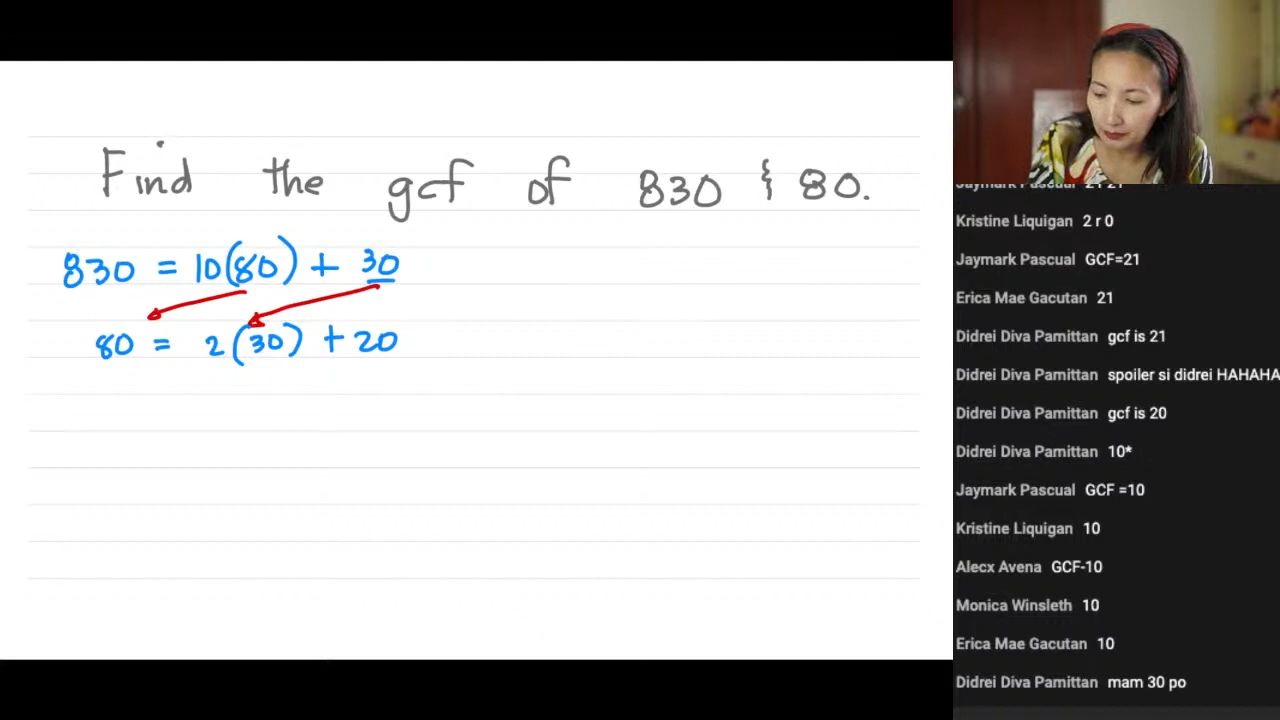 Find the gcf of 830 & 80.
830 = 10(80) + 30
80 = 2(30) + 20
Kristine Liquigan 2 r 0
Jaymark Pascual GCF=21
Erica Mae Gacutan 21
Didrei Diva Pamittan gcf is 21
Didrei Diva Pamittan spoiler si didrei HAHAHA
Didrei Diva Pamittan gcf is 20
Didrei Diva Pamittan 10*
Jaymark Pascual GCF =10
Kristine Liquigan 10
Alecx Avena GCF-10
Monica Winsleth 10
Erica Mae Gacutan 10
Didrei Diva Pamittan mam 30 po